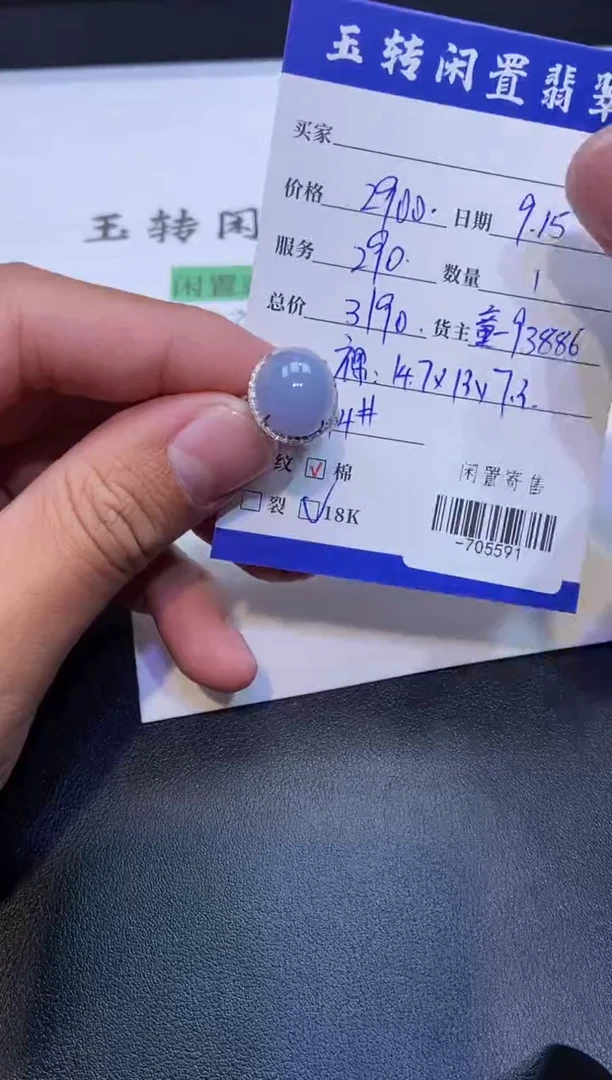 玉转闲置翡翠
买家
价格 2900. 日期 9.15
服务 290. 数量 1
总价 3190. 货主 童-93886
裸: 14.7x13x7.3.
14#
纹 ☑ 棉
☐ 裂 ☑ 18K
闲置寄售
-705591
玉转闲
闲置